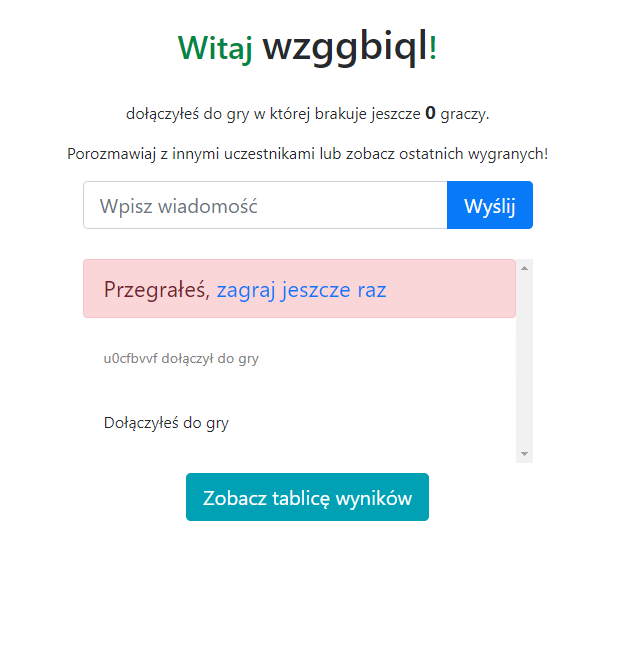 Witaj wzggbiql!
dołączyłeś do gry w której brakuje jeszcze 0 graczy.
Porozmawiaj z innymi uczestnikami lub zobacz ostatnich wygranych!
Wpisz wiadomość Wyślij
Przegrałeś, zagraj jeszcze raz
u0cfbvvf dołączył do gry
Dołączyłeś do gry
Zobacz tablicę wyników